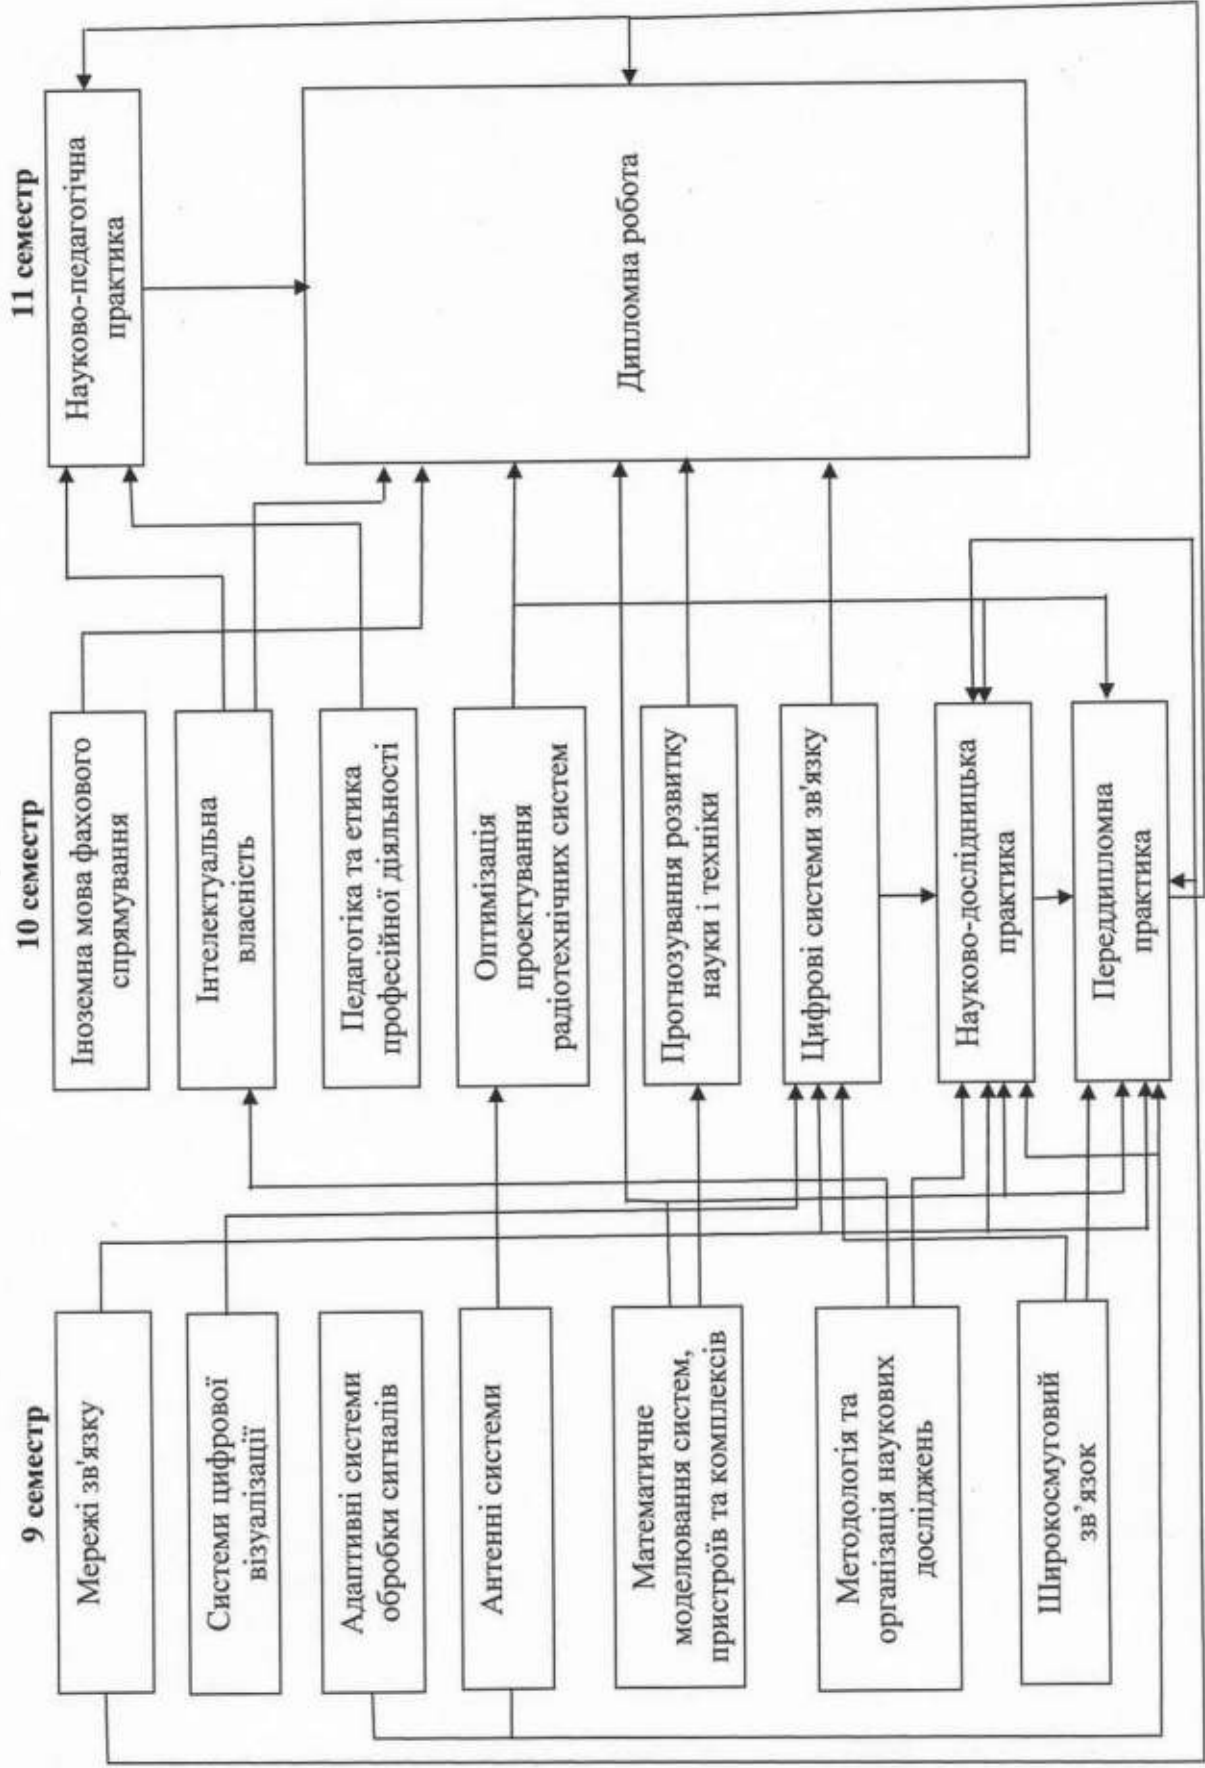 9 семестр
Мережі зв'язку
Системи цифрової
візуалізації
Адаптивні системи
обробки сигналів
Антенні системи
Математичне
моделювання систем,
пристроїв та комплексів
Методологія та
організація наукових
досліджень
Широкосмуговий
зв'язок
10 семестр
Іноземна мова фахового
спрямування
Інтелектуальна
власність
Педагогіка та етика
професійної діяльності
Оптимізація
проектування
радіотехнічних систем
Прогнозування розвитку
науки і техніки
Цифрові системи зв'язку
Науково-дослідницька
практика
Переддипломна
практика
11 семестр
Науково-педагогічна
практика
Дипломна робота